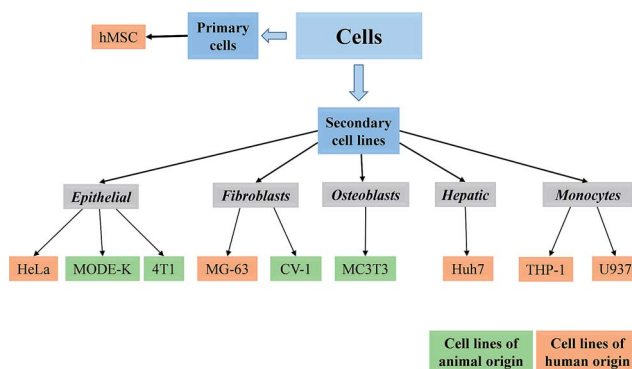 hMSC
Primary
cells
Cells
Secondary
cell lines
Epithelial
Fibroblasts
Osteoblasts
Hepatic
Monocytes
HeLa
MODE-K
4T1
MG-63
CV-1
MC3T3
Huh7
THP-1
U937
Cell lines of
animal origin
Cell lines of
human origin